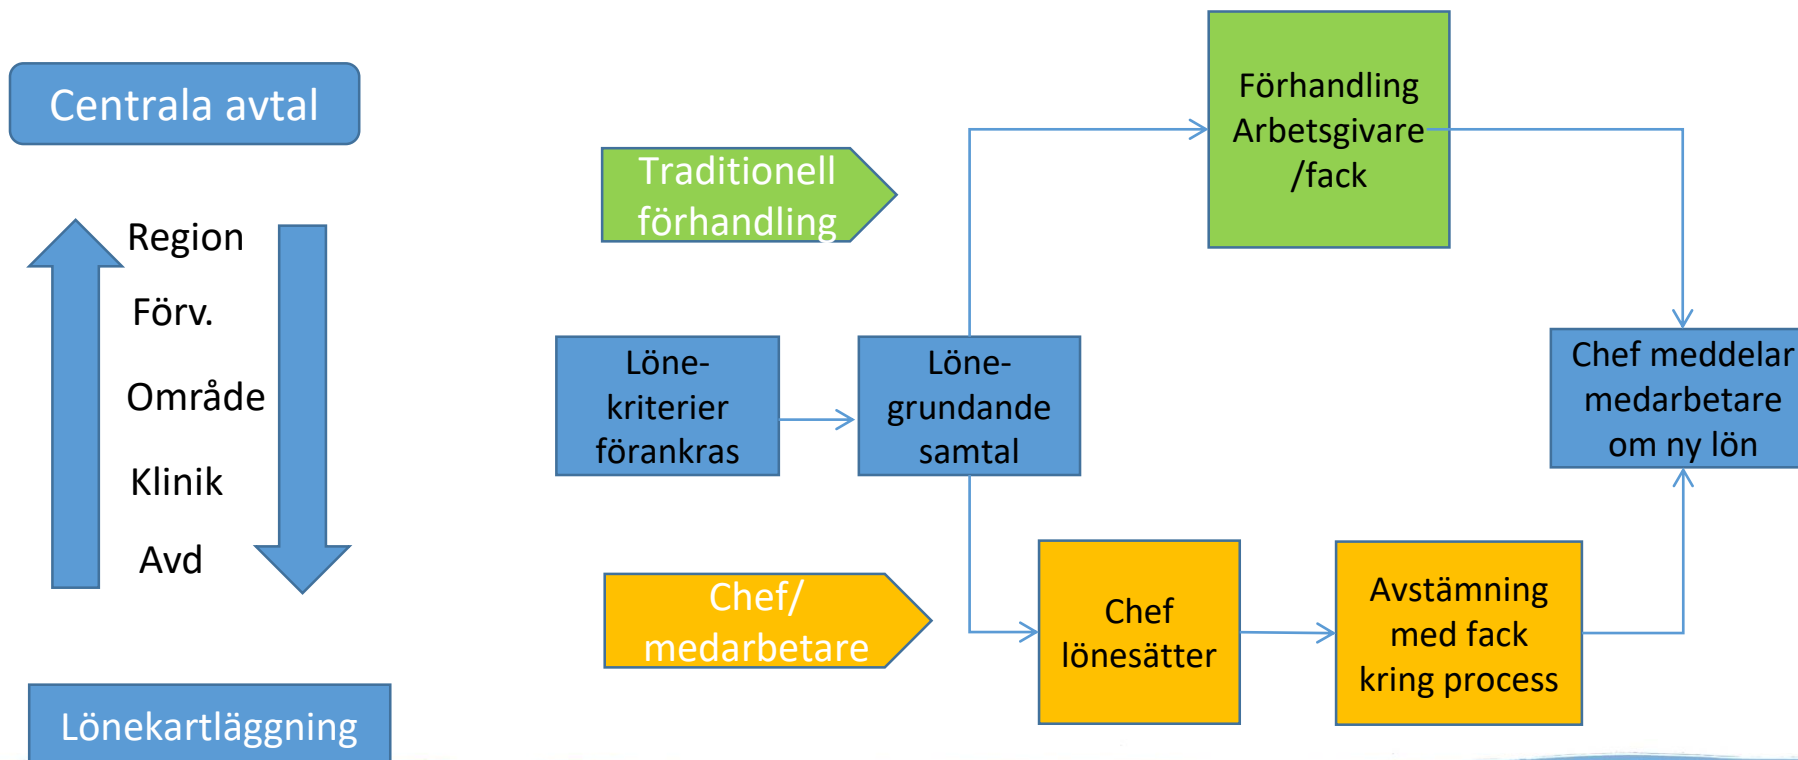 Centrala avtal
Region
Förv.
Område
Klinik
Avd
Lönekartläggning
Traditionell
förhandling
Förhandling
Arbetsgivare
/fack
Löne-
kriterier
förankras
Löne-
grundande
samtal
Chef meddelar
medarbetare
om ny lön
Chef/
medarbetare
Chef
lönesätter
Avstämning
med fack
kring process